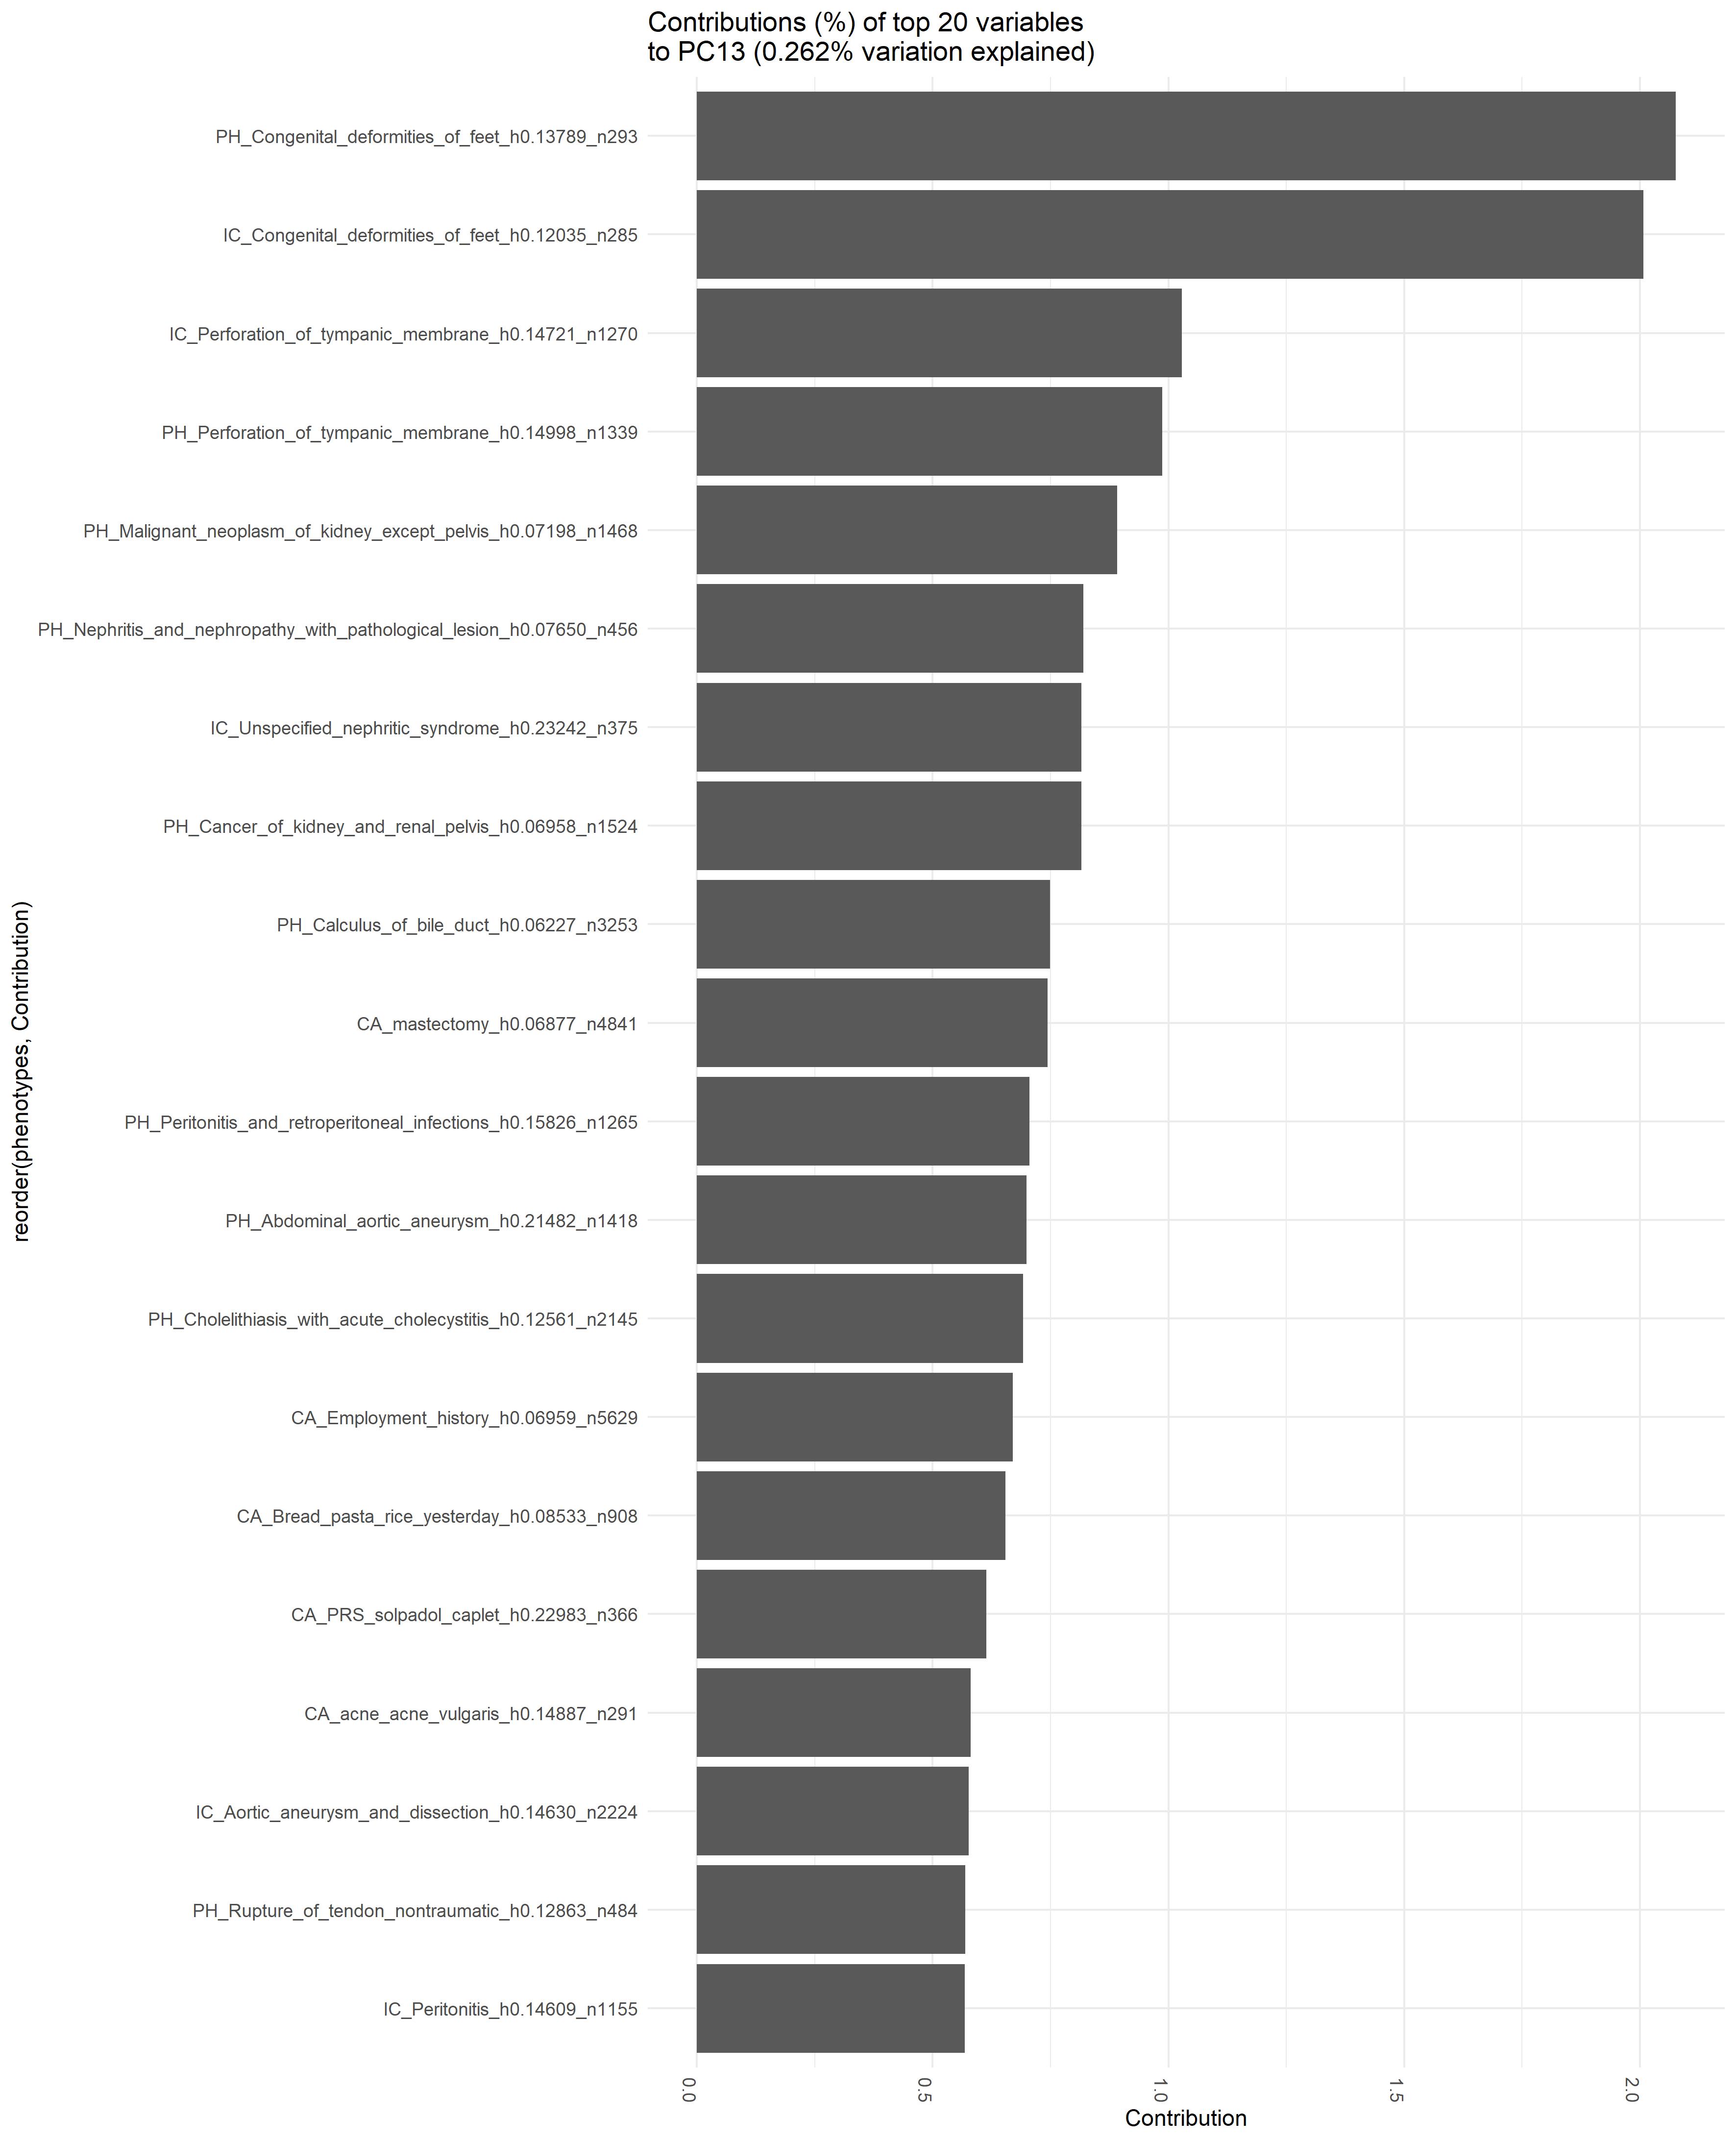 Contributions (%) of top 20 variables
to PC13 (0.262% variation explained)
PH_Congenital_deformities_of_feet_h0.13789_n293
IC_Congenital_deformities_of_feet_h0.12035_n285
IC_Perforation_of_tympanic_membrane_h0.14721_n1270
PH_Perforation_of_tympanic_membrane_h0.14998_n1339
PH_Malignant_neoplasm_of_kidney_except_pelvis_h0.07198_n1468
PH_Nephritis_and_nephropathy_with_pathological_lesion_h0.07650_n456
IC_Unspecified_nephritic_syndrome_h0.23242_n375
PH_Cancer_of_kidney_and_renal_pelvis_h0.06958_n1524
PH_Calculus_of_bile_duct_h0.06227_n3253
CA_mastectomy_h0.06877_n4841
PH_Peritonitis_and_retroperitoneal_infections_h0.15826_n1265
PH_Abdominal_aortic_aneurysm_h0.21482_n1418
PH_Cholelithiasis_with_acute_cholecystitis_h0.12561_n2145
CA_Employment_history_h0.06959_n5629
CA_Bread_pasta_rice_yesterday_h0.08533_n908
CA_PRS_solpadol_caplet_h0.22983_n366
CA_acne_acne_vulgaris_h0.14887_n291
IC_Aortic_aneurysm_and_dissection_h0.14630_n2224
PH_Rupture_of_tendon_nontraumatic_h0.12863_n484
IC_Peritonitis_h0.14609_n1155
reorder(phenotypes, Contribution)
0.0
0.5
1.0
1.5
2.0
Contribution